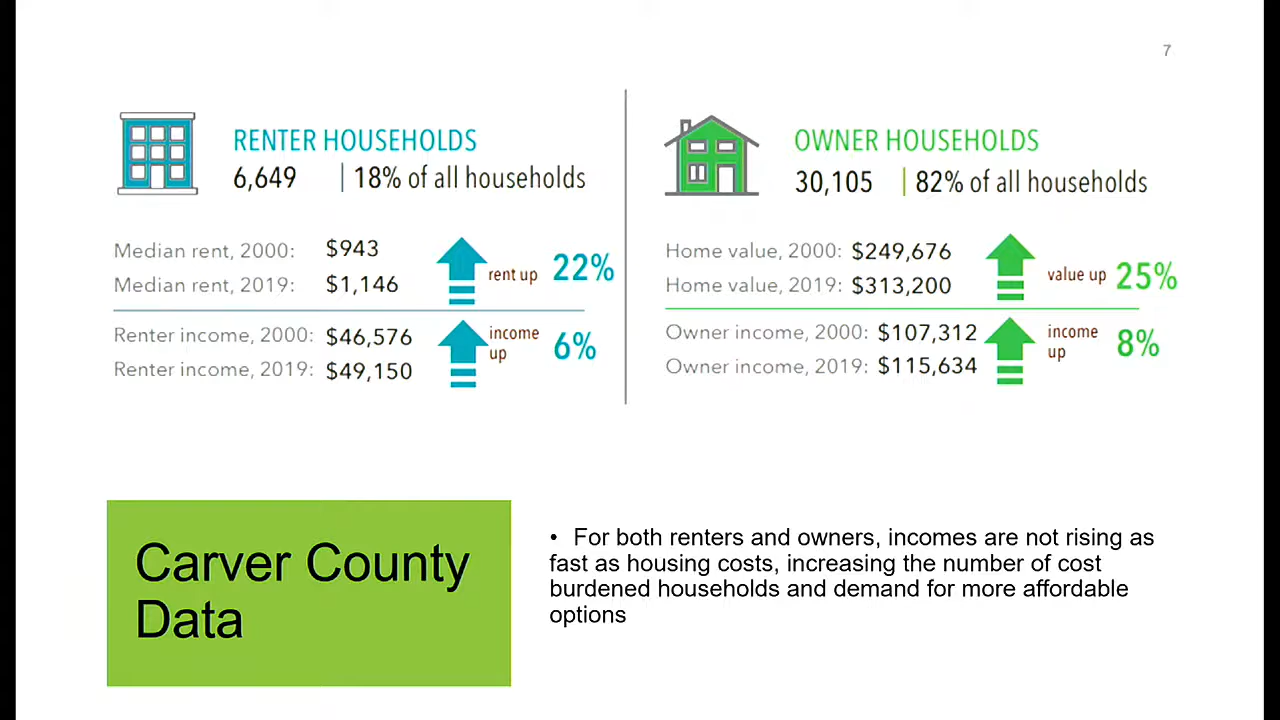 7
RENTER HOUSEHOLDS
6,649 | 18% of all households
Median rent, 2000: $943
Median rent, 2019: $1,146
rent up 22%
Renter income, 2000: $46,576
Renter income, 2019: $49,150
income
up
6%
OWNER HOUSEHOLDS
30,105 | 82% of all households
Home value, 2000: $249,676
Home value, 2019: $313,200
value up 25%
Owner income, 2000: $107,312
Owner income, 2019: $115,634
income
up
8%
Carver County
Data
• For both renters and owners, incomes are not rising as
fast as housing costs, increasing the number of cost
burdened households and demand for more affordable
options